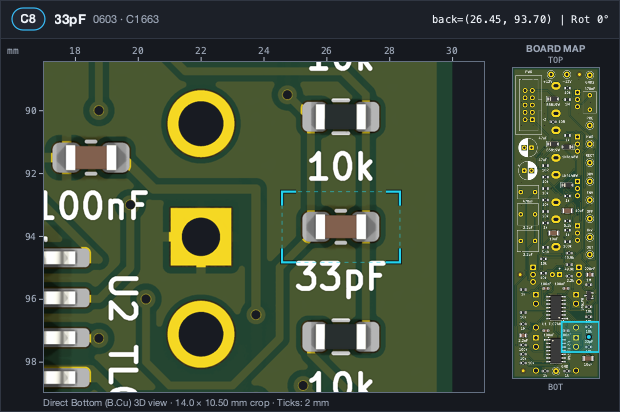 C8 33pF 0603 · C1663 back=(26.45, 93.70) | Rot 0°
mm 18 20 22 24 26 28 30
BOARD MAP
TOP
10k
90
10k
92
100nF
94
33pF
96
U2 TL
98
10k
BOT
Direct Bottom (B.Cu) 3D view · 14.0 × 10.50 mm crop · Ticks: 2 mm